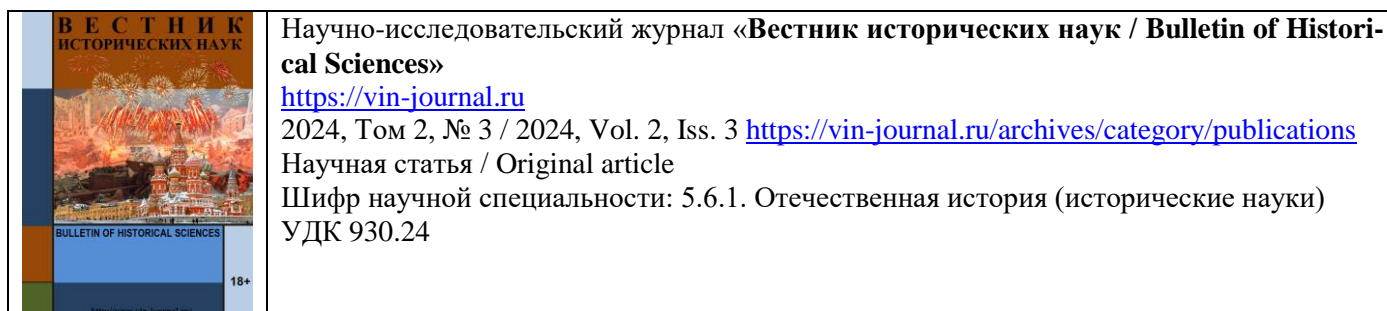 ВЕСТНИК
ИСТОРИЧЕСКИХ НАУК
BULLETIN OF HISTORICAL SCIENCES
18+
Научно-исследовательский журнал «Вестник исторических наук / Bulletin of Histori-
cal Sciences»
https://vin-journal.ru
2024, Том 2, № 3 / 2024, Vol. 2, Iss. 3 https://vin-journal.ru/archives/category/publications
Научная статья / Original article
Шифр научной специальности: 5.6.1. Отечественная история (исторические науки)
УДК 930.24